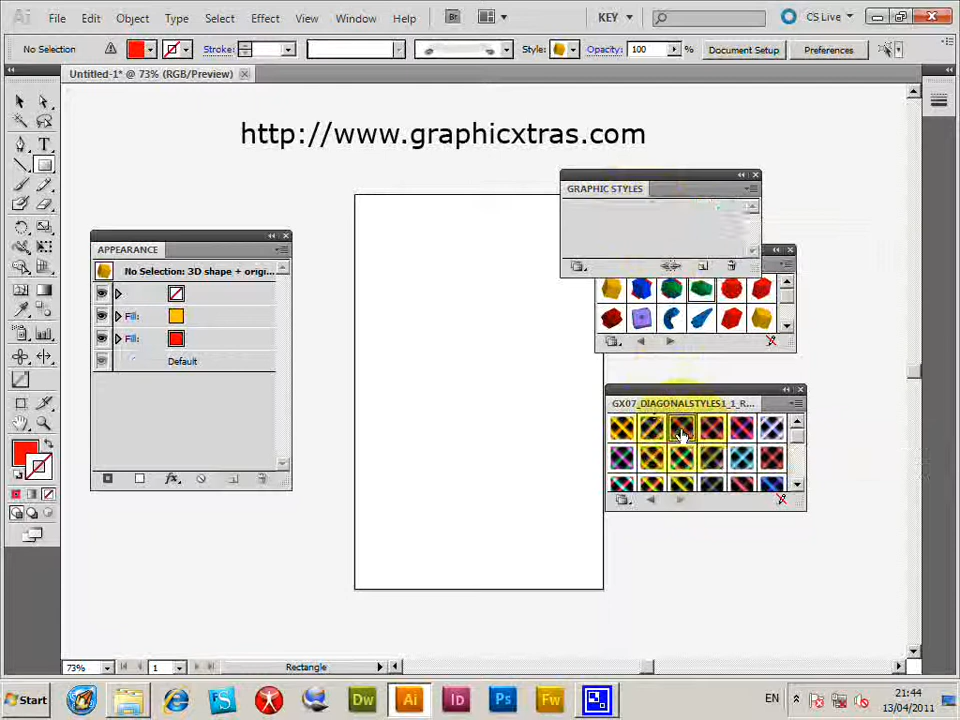 Ai File Edit Object Type Select Effect View Window Help Br KEY CS Live
No Selection Stroke: Style: Opacity: 100 % Document Setup Preferences
Untitled-1* @ 73% (RGB/Preview)
http://www.graphicxtras.com
GRAPHIC STYLES
APPEARANCE
No Selection: 3D shape + origi...
Fill:
Fill:
Default
GX07_DIAGONALSTYLES1_1_R...
fx
73% 1 Rectangle
Start Dw Ai Id Ps Fw EN 21:44
13/04/2011